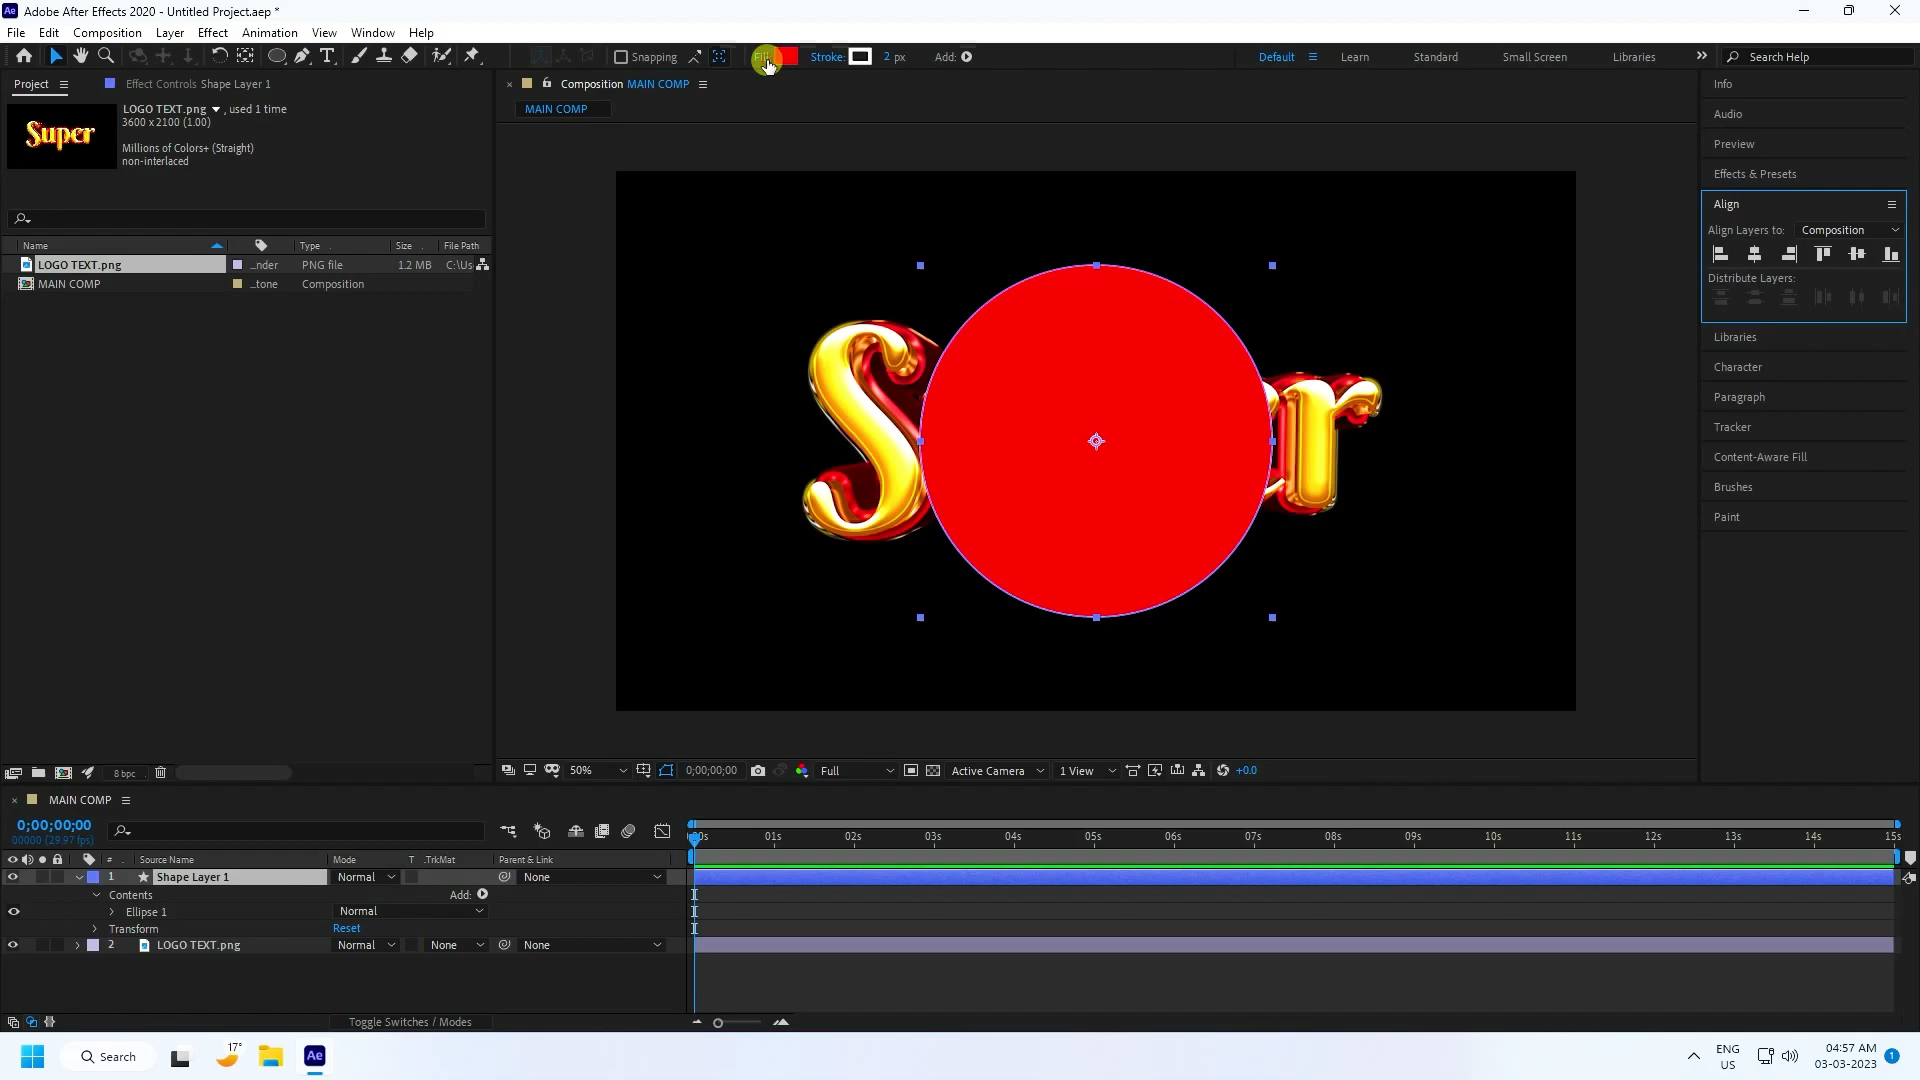 Adobe After Effects 2020 - Untitled Project.aep *
File Edit Composition Layer Effect Animation View Window Help
Snapping Stroke: 2 px Add: Default Learn Standard Small Screen Libraries Search Help
Project Effect Controls Shape Layer 1
LOGO TEXT.png , used 1 time
3600 x 2100 (1.00)
Millions of Colors+ (Straight)
non-interlaced
Super
Name Type Size File Path
LOGO TEXT.png ...nder PNG file 1.2 MB C:\Us
MAIN COMP ...tone Composition
8 bpc
Composition MAIN COMP
MAIN COMP
S r
50% 0;00;00;00 Full Active Camera 1 View +0.0
Info
Audio
Preview
Effects & Presets
Align
Align Layers to: Composition
Distribute Layers:
Libraries
Character
Paragraph
Tracker
Content-Aware Fill
Brushes
Paint
MAIN COMP
0;00;00;00
00000 (29.97 fps)
# Source Name Mode T .TrkMat Parent & Link
1 Shape Layer 1 Normal None
Contents Add:
Ellipse 1 Normal
Transform Reset
2 LOGO TEXT.png Normal None None
00s 01s 02s 03s 04s 05s 06s 07s 08s 09s 10s 11s 12s 13s 14s 15s
Toggle Switches / Modes
Search 17° Ae
ENG
US
04:57 AM
03-03-2023
1